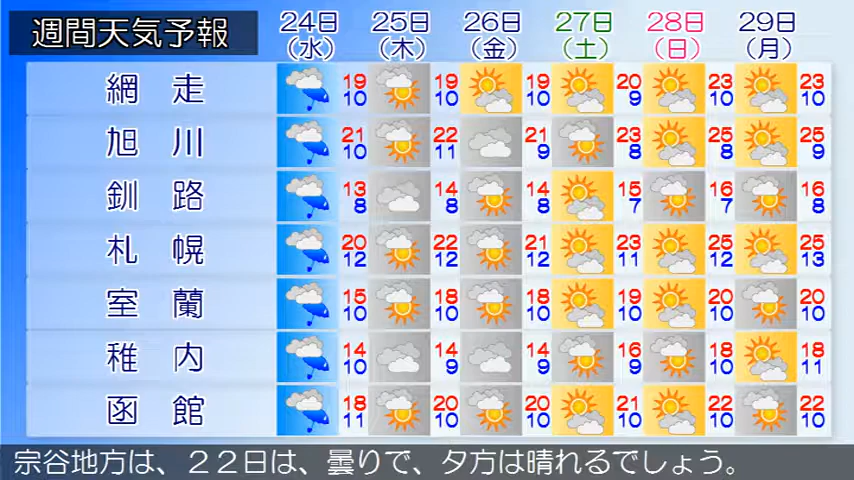 週間天気予報
24日 25日 26日 27日 28日 29日
（水） （木） （金） （土） （日） （月）
網走 19 10 19 10 19 10 20 9 23 10 23 10
旭川 21 10 22 11 21 9 23 8 25 8 25 9
釧路 13 8 14 8 14 8 15 7 16 7 16 8
札幌 20 12 22 12 21 12 23 11 25 12 25 13
室蘭 15 10 18 10 18 10 19 10 20 10 20 10
稚内 14 10 14 9 14 9 16 9 18 10 18 11
函館 18 11 20 10 20 10 21 10 22 10 22 10
宗谷地方は、２２日は、曇りで、夕方は晴れるでしょう。